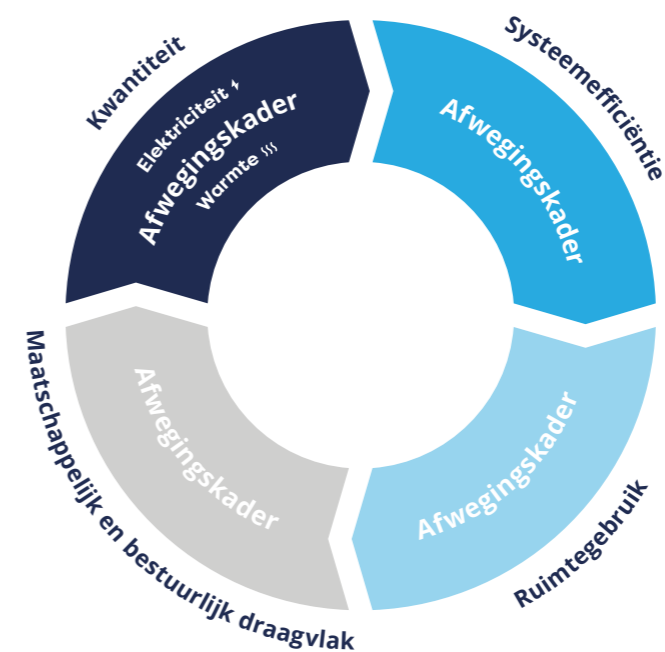 Kwantiteit
Elektriciteit
Afwegingskader
Warmte
Systeemefficiëntie
Afwegingskader
Ruimtegebruik
Afwegingskader
Maatschappelijk en bestuurlijk draagvlak
Afwegingskader